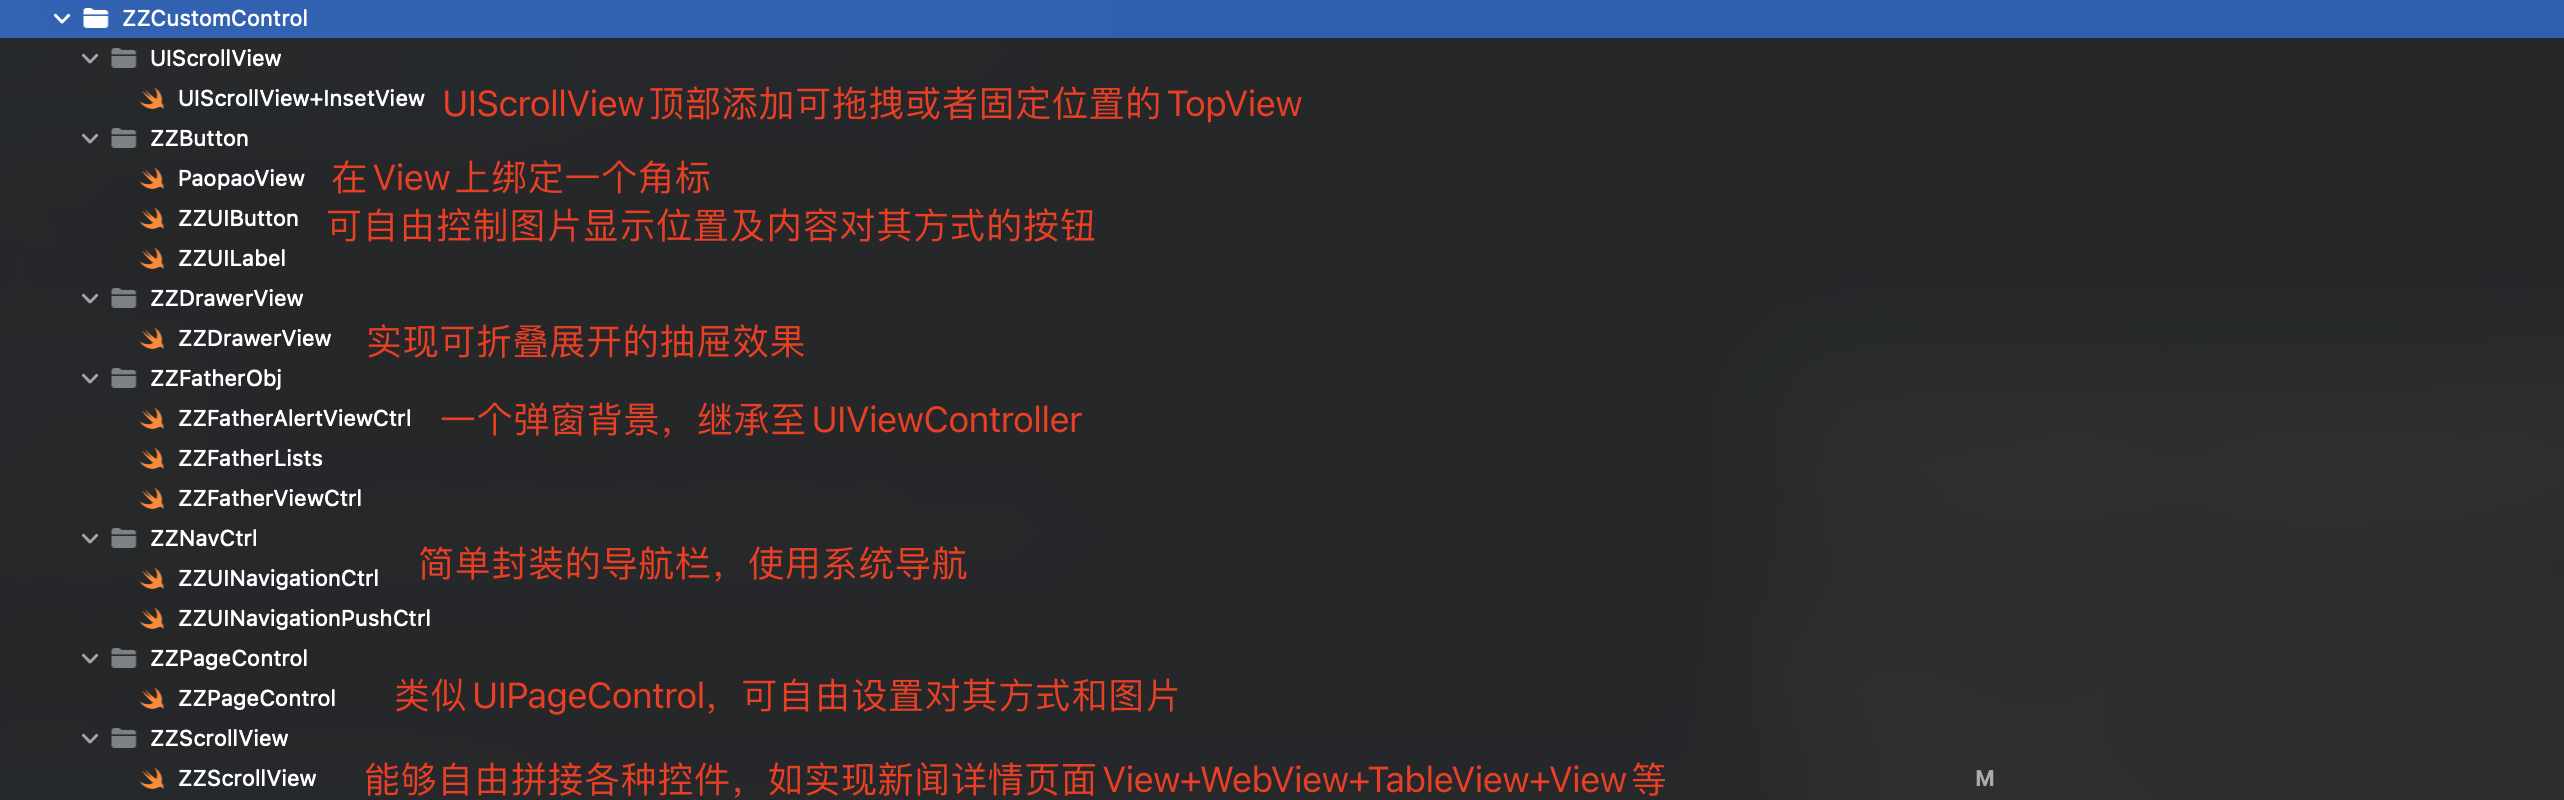 ZZCustomControl
UIScrollView
UIScrollView+InsetView UIScrollView顶部添加可拖拽或者固定位置的TopView
ZZButton
PaopaoView 在View上绑定一个角标
ZZUIButton 可自由控制图片显示位置及内容对其方式的按钮
ZZUILabel
ZZDrawerView
ZZDrawerView 实现可折叠展开的抽屉效果
ZZFatherObj
ZZFatherAlertViewCtrl 一个弹窗背景，继承至UIViewController
ZZFatherLists
ZZFatherViewCtrl
ZZNavCtrl
ZZUINavigationCtrl 简单封装的导航栏，使用系统导航
ZZUINavigationPushCtrl
ZZPageControl
ZZPageControl 类似UIPageControl，可自由设置对其方式和图片
ZZScrollView
ZZScrollView 能够自由拼接各种控件，如实现新闻详情页面View+WebView+TableView+View等 M